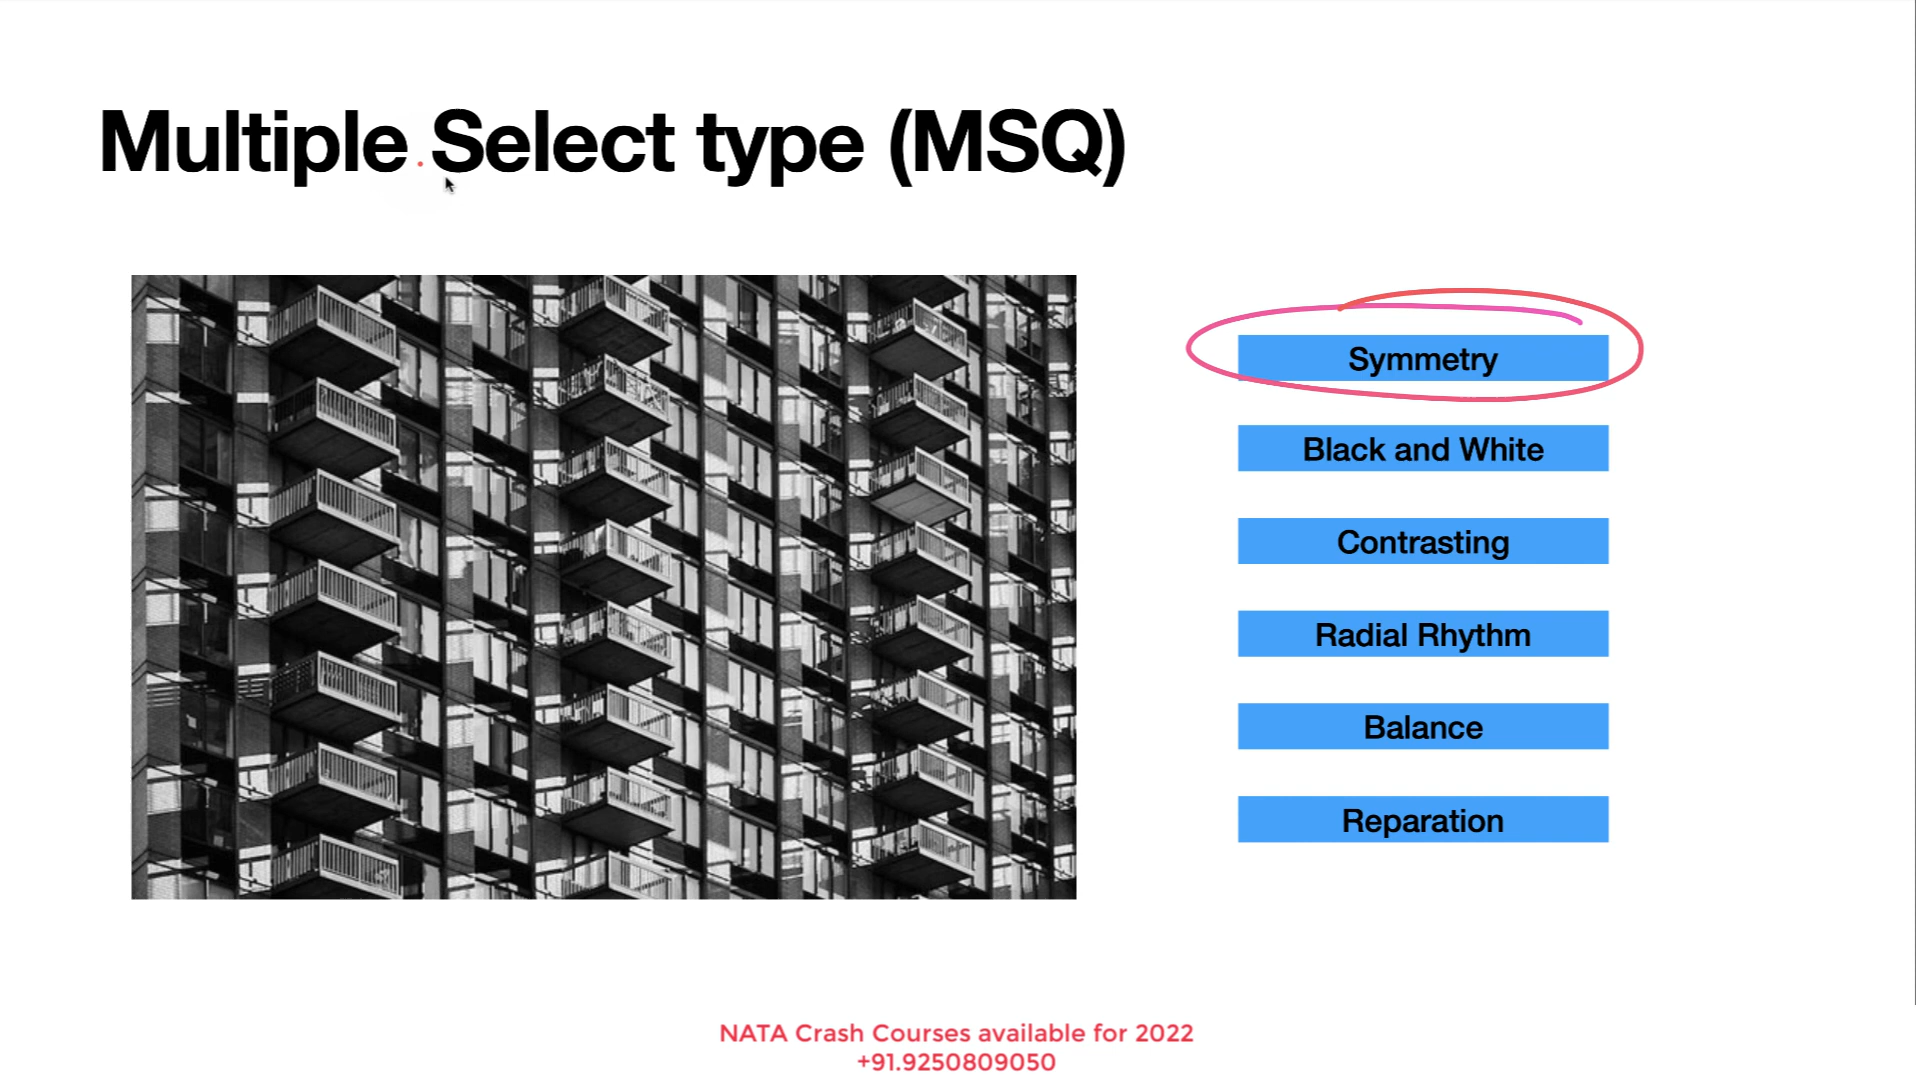 Multiple Select type (MSQ)
Symmetry
Black and White
Contrasting
Radial Rhythm
Balance
Reparation
NATA Crash Courses available for 2022
+91.9250809050